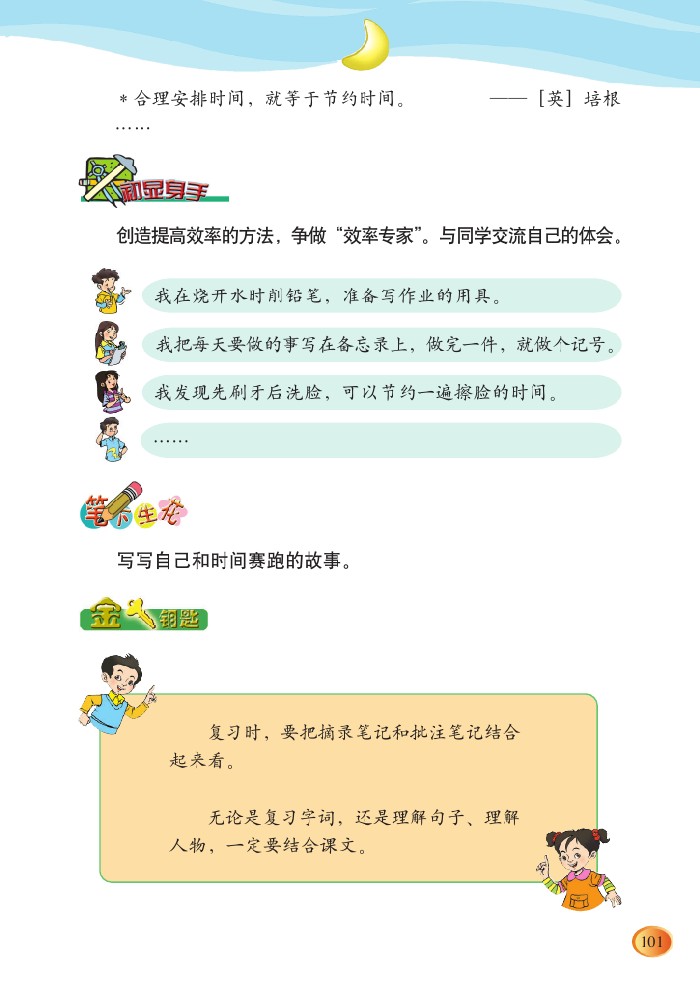 *合理安排时间，就等于节约时间。 ——［英］培根
……
初显身手
创造提高效率的方法，争做“效率专家”。与同学交流自己的体会。
我在烧开水时削铅笔，准备写作业的用具。
我把每天要做的事写在备忘录上，做完一件，就做个记号。
我发现先刷牙后洗脸，可以节约一遍擦脸的时间。
……
笔下生花
写写自己和时间赛跑的故事。
金钥匙
复习时，要把摘录笔记和批注笔记结合
起来看。
无论是复习字词，还是理解句子、理解
人物，一定要结合课文。
101